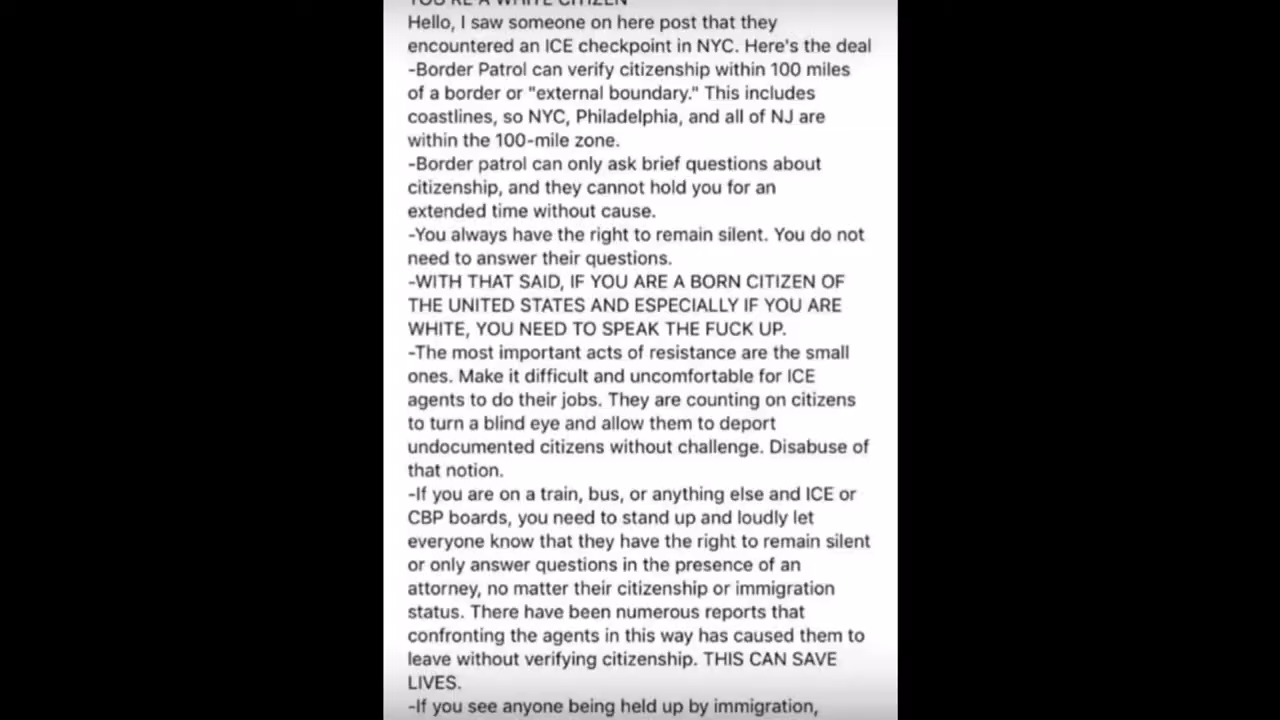 YOU'RE A WHITE CITIZEN
Hello, I saw someone on here post that they
encountered an ICE checkpoint in NYC. Here's the deal
-Border Patrol can verify citizenship within 100 miles
of a border or "external boundary." This includes
coastlines, so NYC, Philadelphia, and all of NJ are
within the 100-mile zone.
-Border patrol can only ask brief questions about
citizenship, and they cannot hold you for an
extended time without cause.
-You always have the right to remain silent. You do not
need to answer their questions.
-WITH THAT SAID, IF YOU ARE A BORN CITIZEN OF
THE UNITED STATES AND ESPECIALLY IF YOU ARE
WHITE, YOU NEED TO SPEAK THE FUCK UP.
-The most important acts of resistance are the small
ones. Make it difficult and uncomfortable for ICE
agents to do their jobs. They are counting on citizens
to turn a blind eye and allow them to deport
undocumented citizens without challenge. Disabuse of
that notion.
-If you are on a train, bus, or anything else and ICE or
CBP boards, you need to stand up and loudly let
everyone know that they have the right to remain silent
or only answer questions in the presence of an
attorney, no matter their citizenship or immigration
status. There have been numerous reports that
confronting the agents in this way has caused them to
leave without verifying citizenship. THIS CAN SAVE
LIVES.
-If you see anyone being held up by immigration,